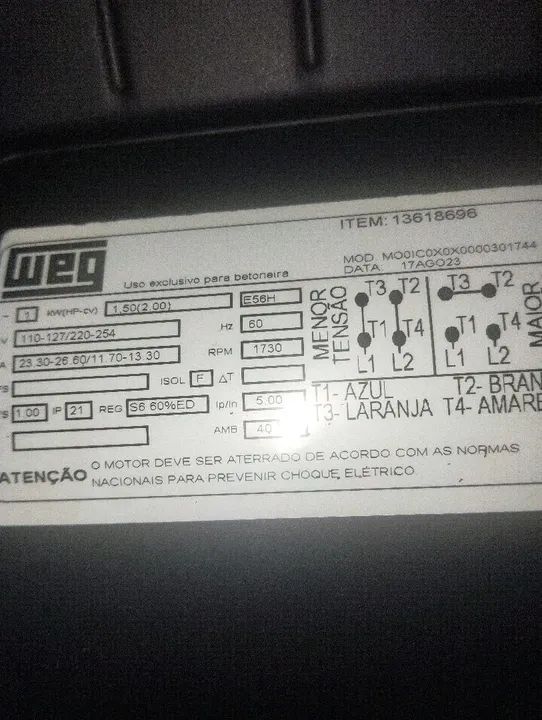 ITEM: 13618696
weg
Uso exclusivo para betoneira
MOD. MO01C0X0X0000301744
DATA: 17AGO23
~ 1 kW(HP-cv) 1.50(2.00) E56H
V 110-127/220-254 Hz 60
A 23.30-26.60/11.70-13.30 RPM 1730
ISOL F ΔT
1.00 IP 21 REG S6 60%ED Ip/In 5.00
AMB 40
MENOR TENSÃO
T3 T2
T1 T4
L1 L2
T3 T2
T1 T4
L1 L2
MAIOR
T1- AZUL T2- BRAN
T3- LARANJA T4- AMARE
ATENÇÃO O MOTOR DEVE SER ATERRADO DE ACORDO COM AS NORMAS
NACIONAIS PARA PREVENIR CHOQUE ELÉTRICO.